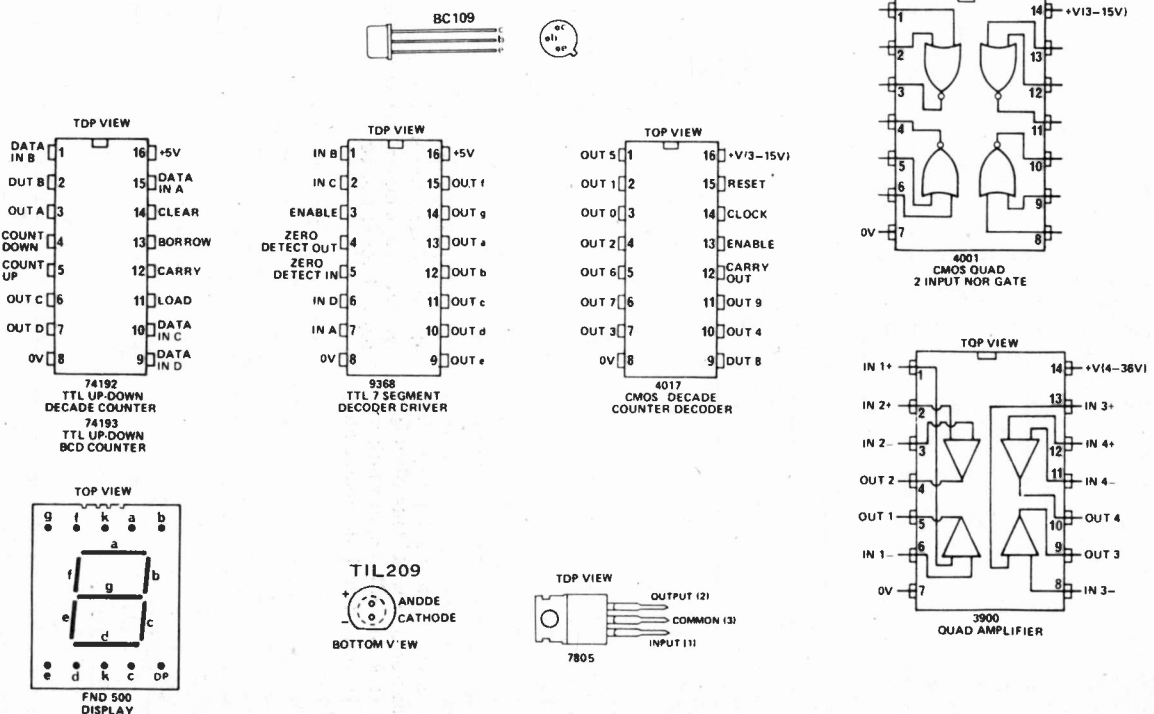 BC109
c
b
e
c
b
e
14 +V(3-15V)
1
2
13
3
12
4
11
5
10
6
9
0V 7
8
4001
CMOS QUAD
2 INPUT NOR GATE
TDP VIEW
DATA IN B 1 16 +5V
DUT B 2 15 DATA IN A
OUT A 3 14 CLEAR
COUNT DOWN 4 13 BORROW
COUNT UP 5 12 CARRY
OUT C 6 11 LOAD
OUT D 7 10 DATA IN C
0V 8 9 DATA IN D
74192
TTL UP-DOWN
DECADE COUNTER
74193
TTL UP-DOWN
BCD COUNTER
TDP VIEW
IN B 1 16 +5V
IN C 2 15 OUT f
ENABLE 3 14 OUT g
ZERO DETECT OUT 4 13 OUT a
ZERO DETECT IN 5 12 OUT b
IN D 6 11 OUT c
IN A 7 10 OUT d
0V 8 9 OUT e
9368
TTL 7 SEGMENT
DECODER DRIVER
TOP VIEW
OUT 5 1 16 +V(3-15V)
OUT 1 2 15 RESET
OUT 0 3 14 CLOCK
OUT 2 4 13 ENABLE
OUT 6 5 12 CARRY OUT
OUT 7 6 11 OUT 9
OUT 3 7 10 OUT 4
0V 8 9 DUT 8
4017
CMOS DECADE
COUNTER DECODER
TOP VIEW
IN 1+ 1 14 +V(4-36V)
IN 2+ 2 13 IN 3+
IN 2- 3 12 IN 4+
OUT 2 4 11 IN 4-
OUT 1 5 10 OUT 4
IN 1- 6 9 OUT 3
0V 7 8 IN 3-
3900
QUAD AMPLIFIER
TOP VIEW
g f k a b
a
f b
g
e c
d
e d k c DP
FND 500
DISPLAY
TIL209
+ ANDDE
- CATHODE
BOTTOM V'EW
TDP VIEW
OUTPUT (2)
COMMON (3)
INPUT (1)
7805